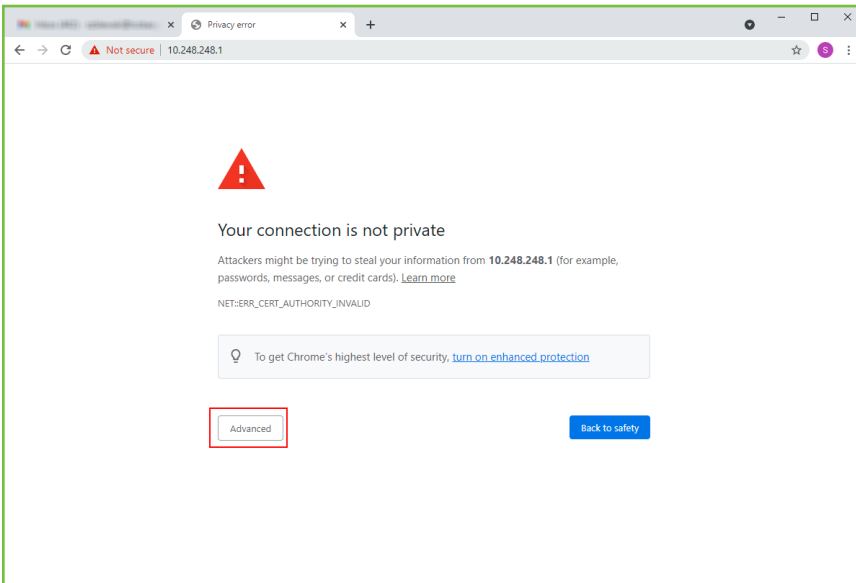 Privacy error
Not secure | 10.248.248.1
S
Your connection is not private
Attackers might be trying to steal your information from 10.248.248.1 (for example,
passwords, messages, or credit cards). Learn more
NET::ERR_CERT_AUTHORITY_INVALID
To get Chrome's highest level of security, turn on enhanced protection
Advanced
Back to safety